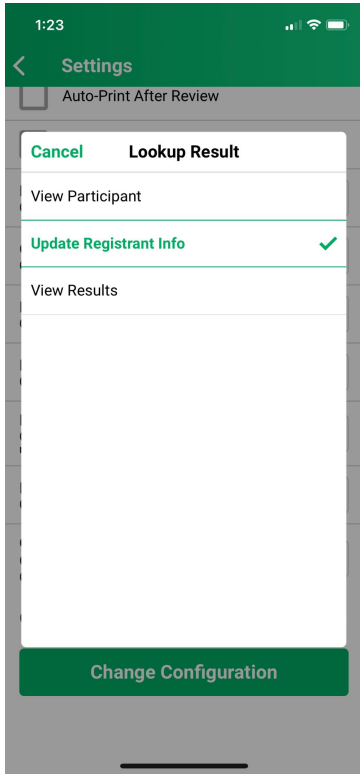 1:23
Settings
Auto-Print After Review
Cancel Lookup Result
View Participant
Update Registrant Info
View Results
Change Configuration